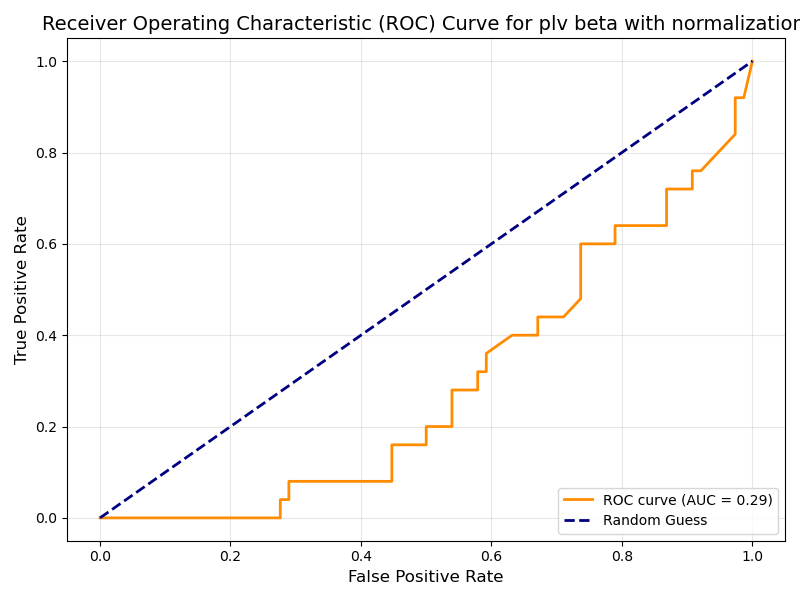 Receiver Operating Characteristic (ROC) Curve for plv beta with normalization
True Positive Rate
1.0
0.8
0.6
0.4
0.2
0.0
ROC curve (AUC = 0.29)
Random Guess
0.0 0.2 0.4 0.6 0.8 1.0
False Positive Rate